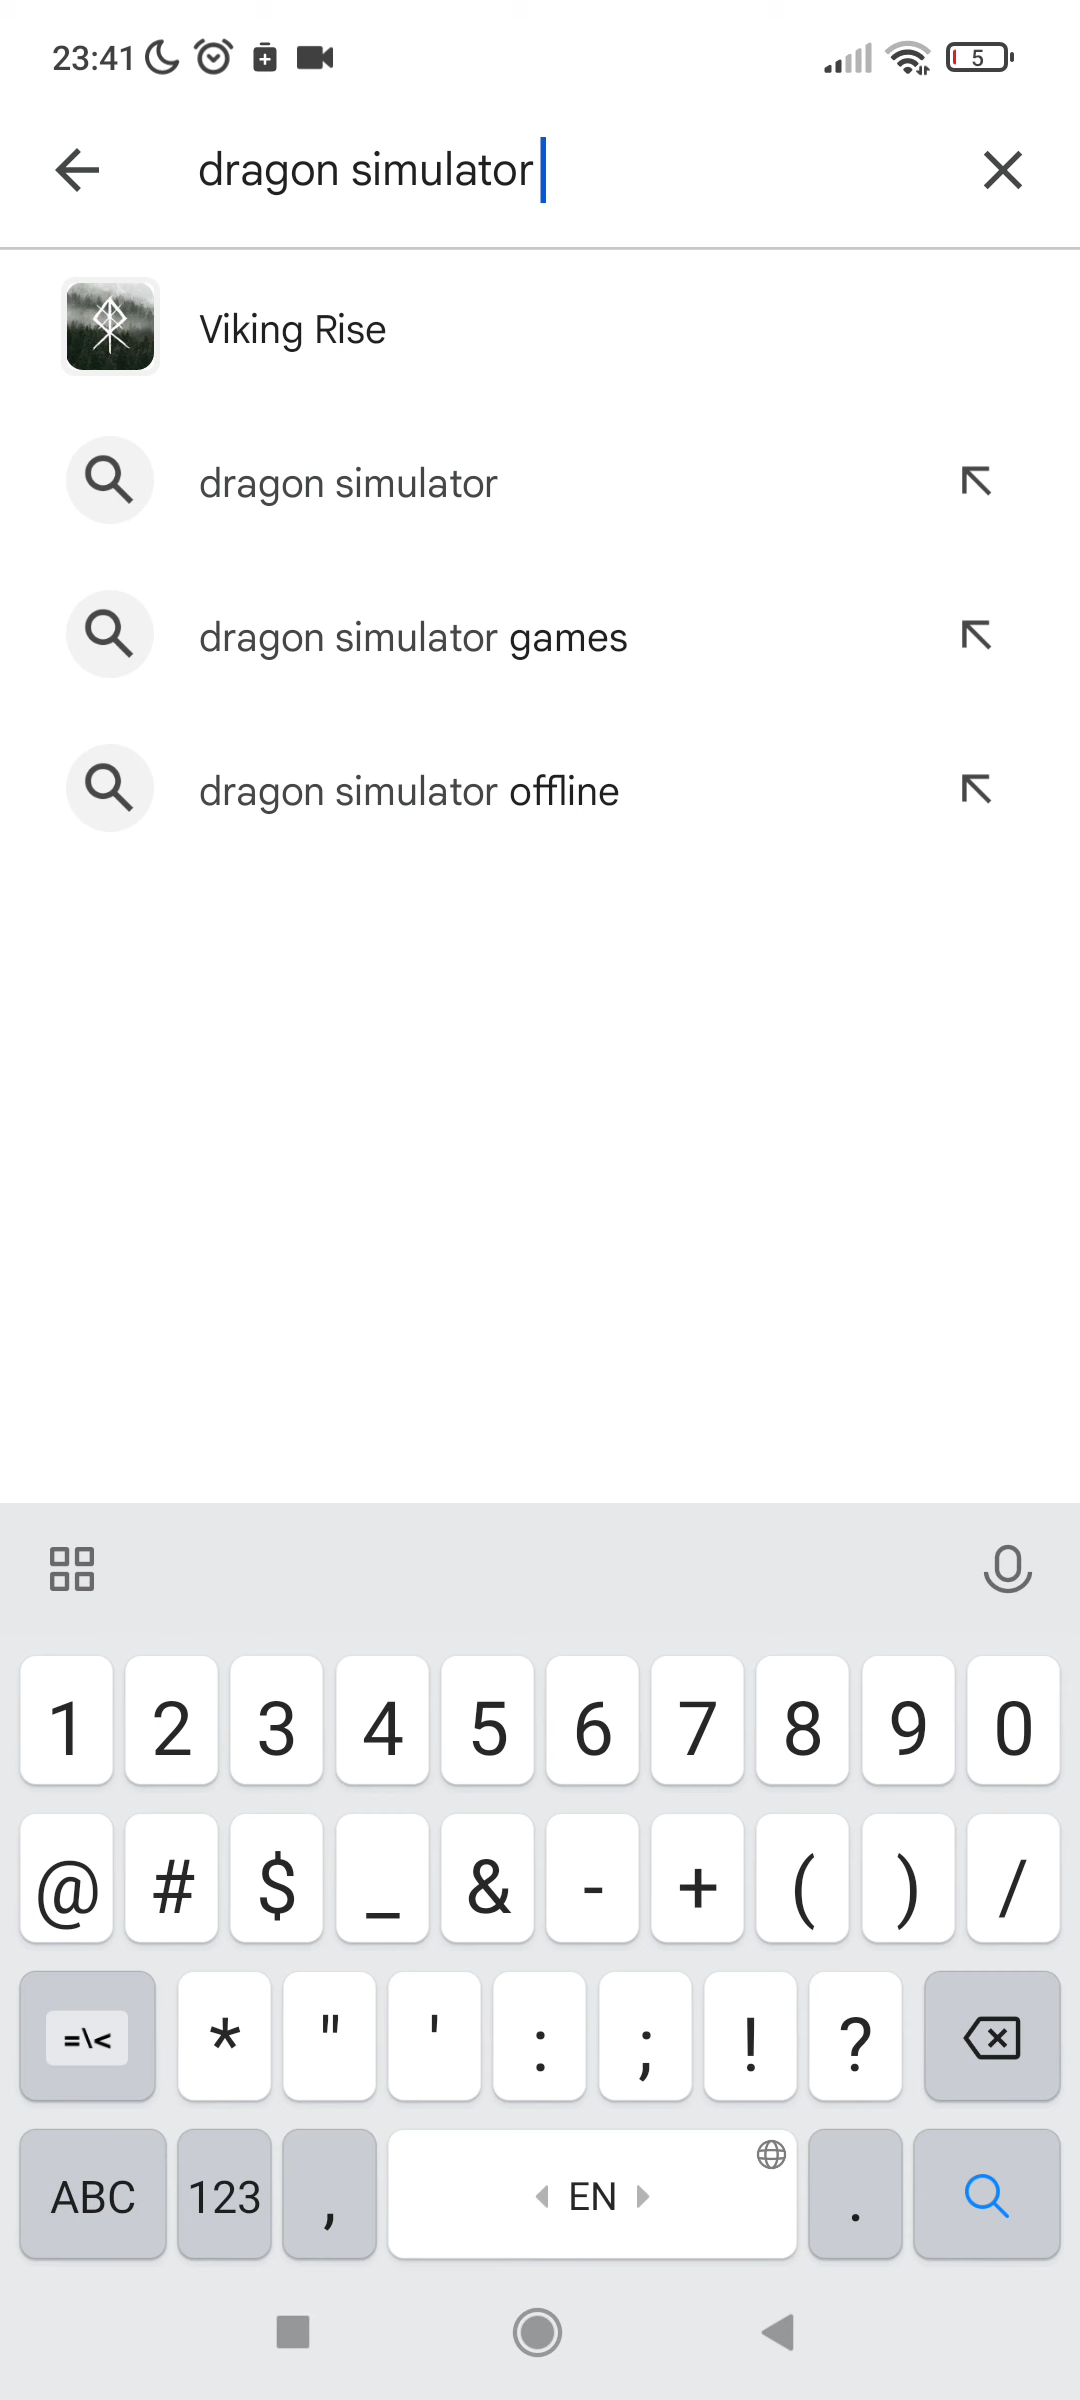 23:41
5
dragon simulator
Viking Rise
dragon simulator
dragon simulator games
dragon simulator offline
1 2 3 4 5 6 7 8 9 0
@ # $ _ & - + ( ) /
=\< * " ' : ; ! ?
ABC 123 , EN .